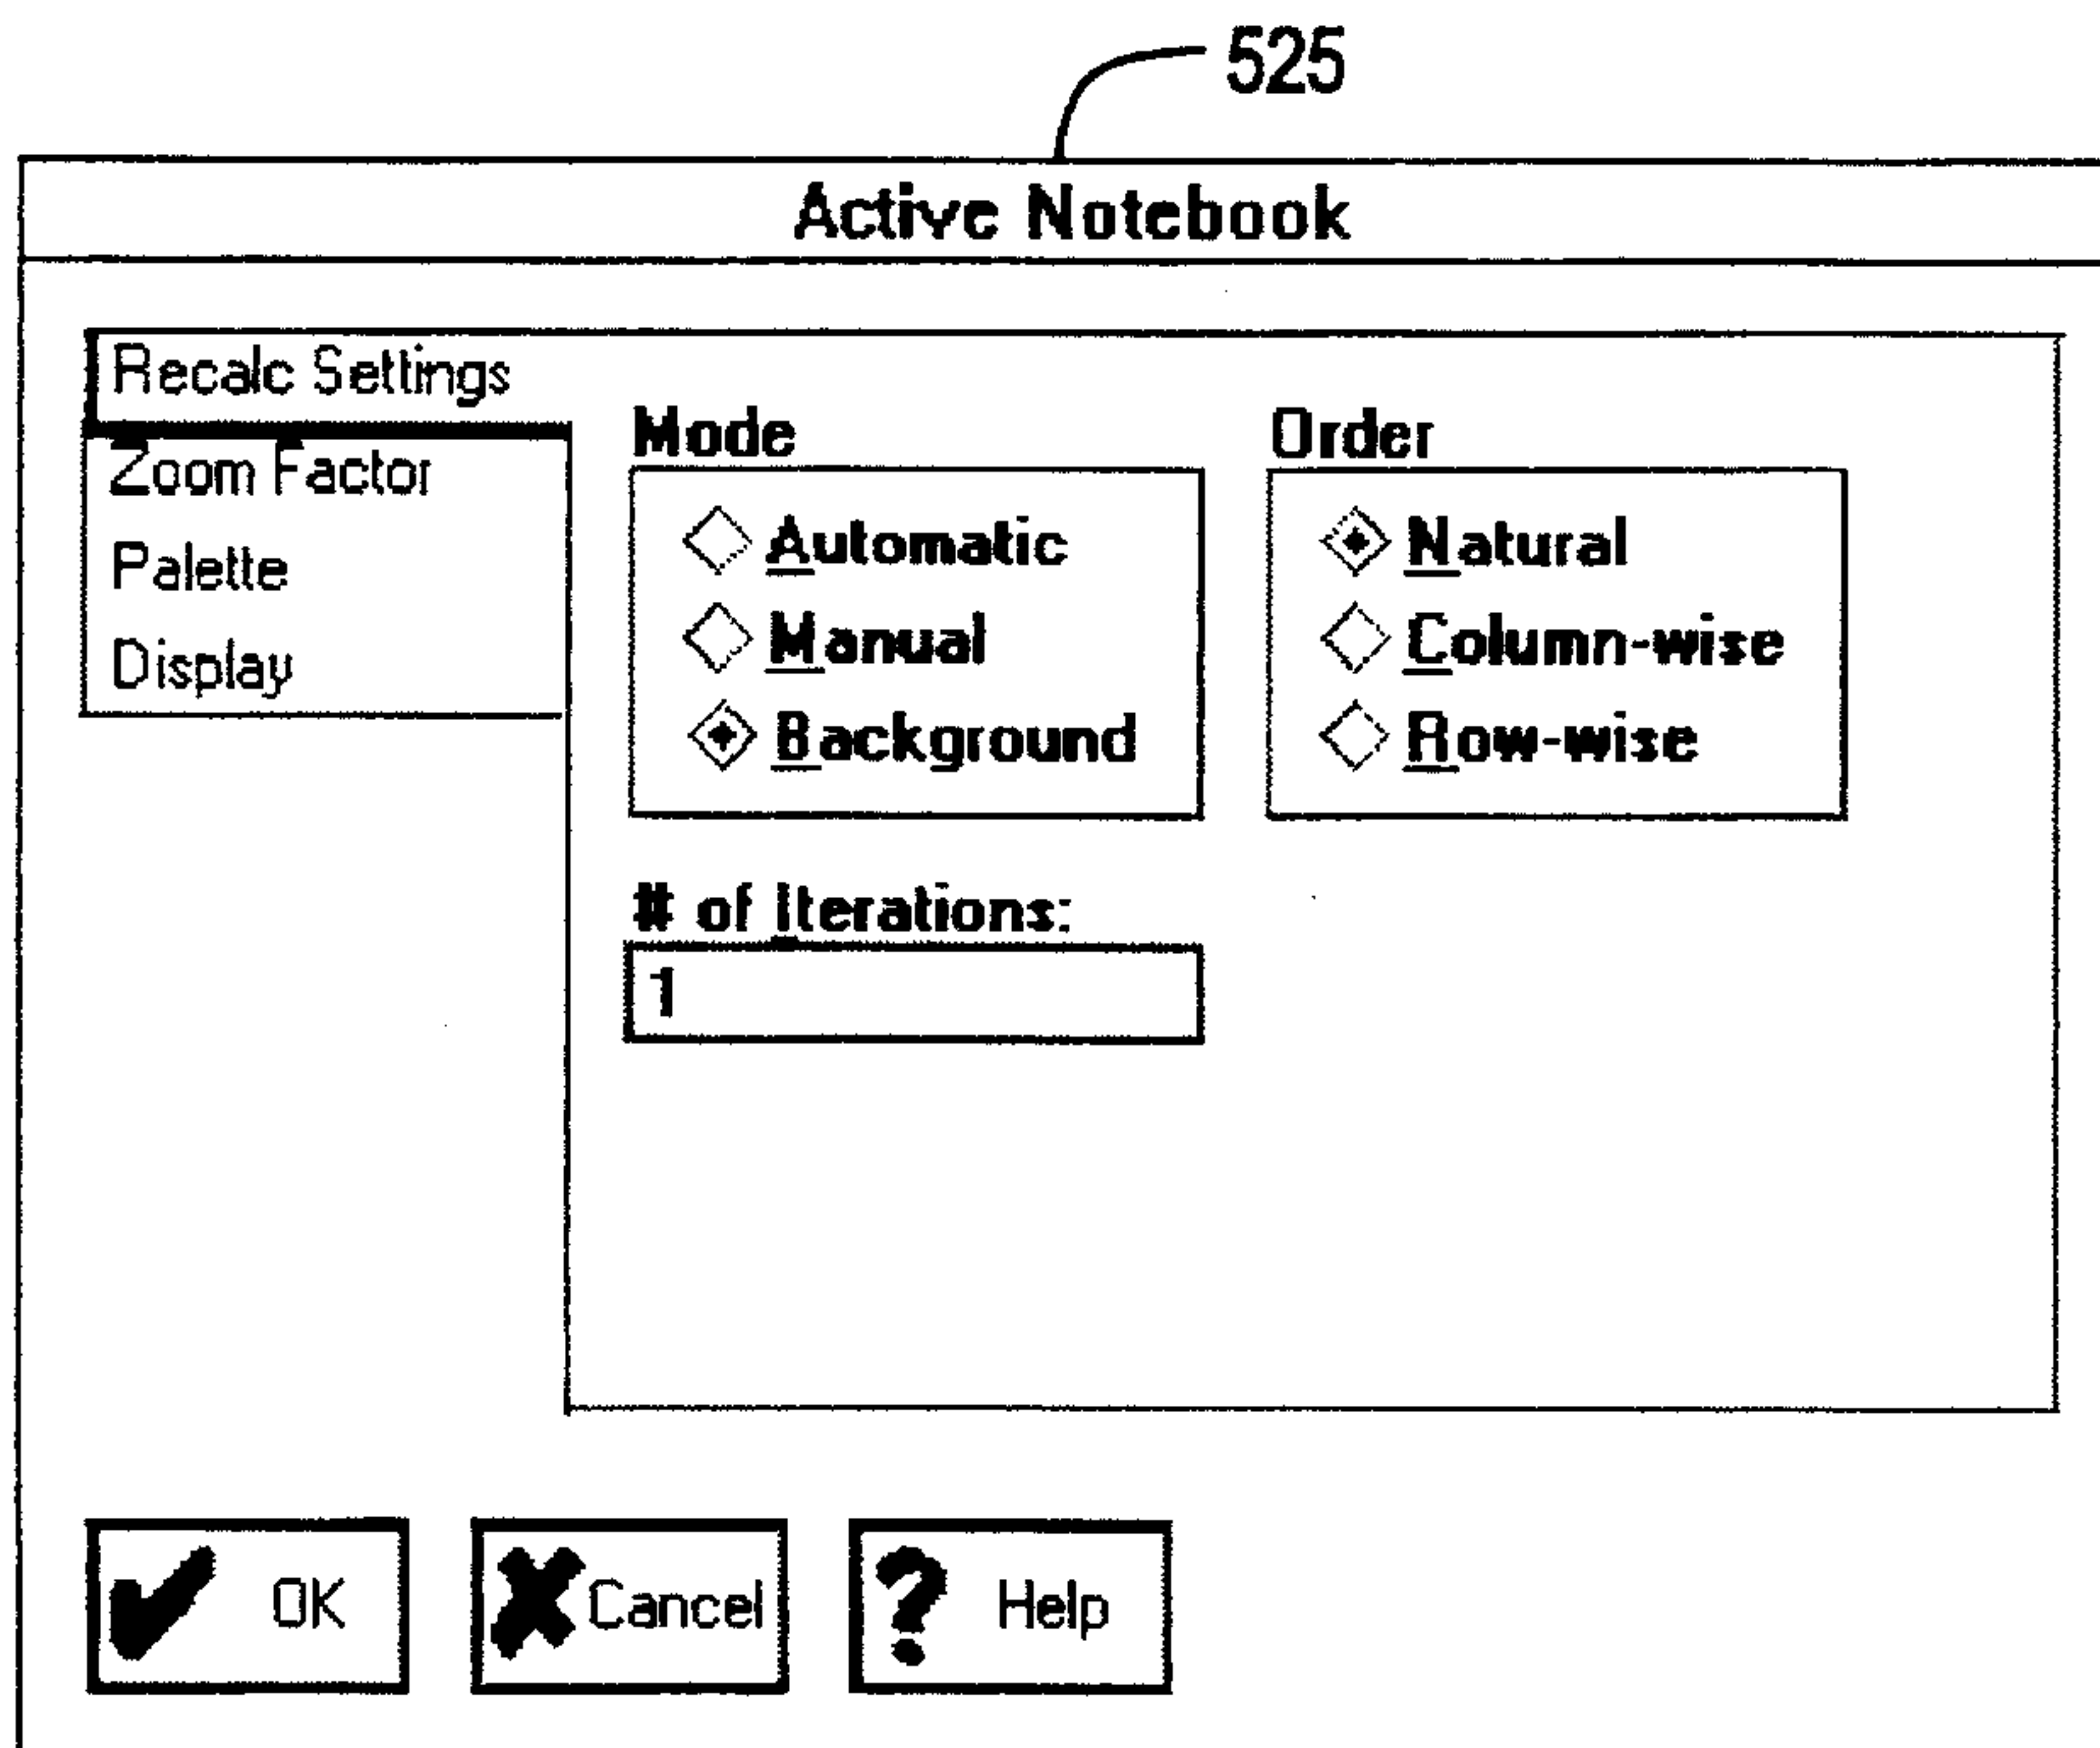 525
Active Notebook
Recalc Settings
Zoom Factor
Palette
Display
Mode
Automatic
Manual
Background
Order
Natural
Column-wise
Row-wise
# of Iterations:
1
OK
Cancel
Help